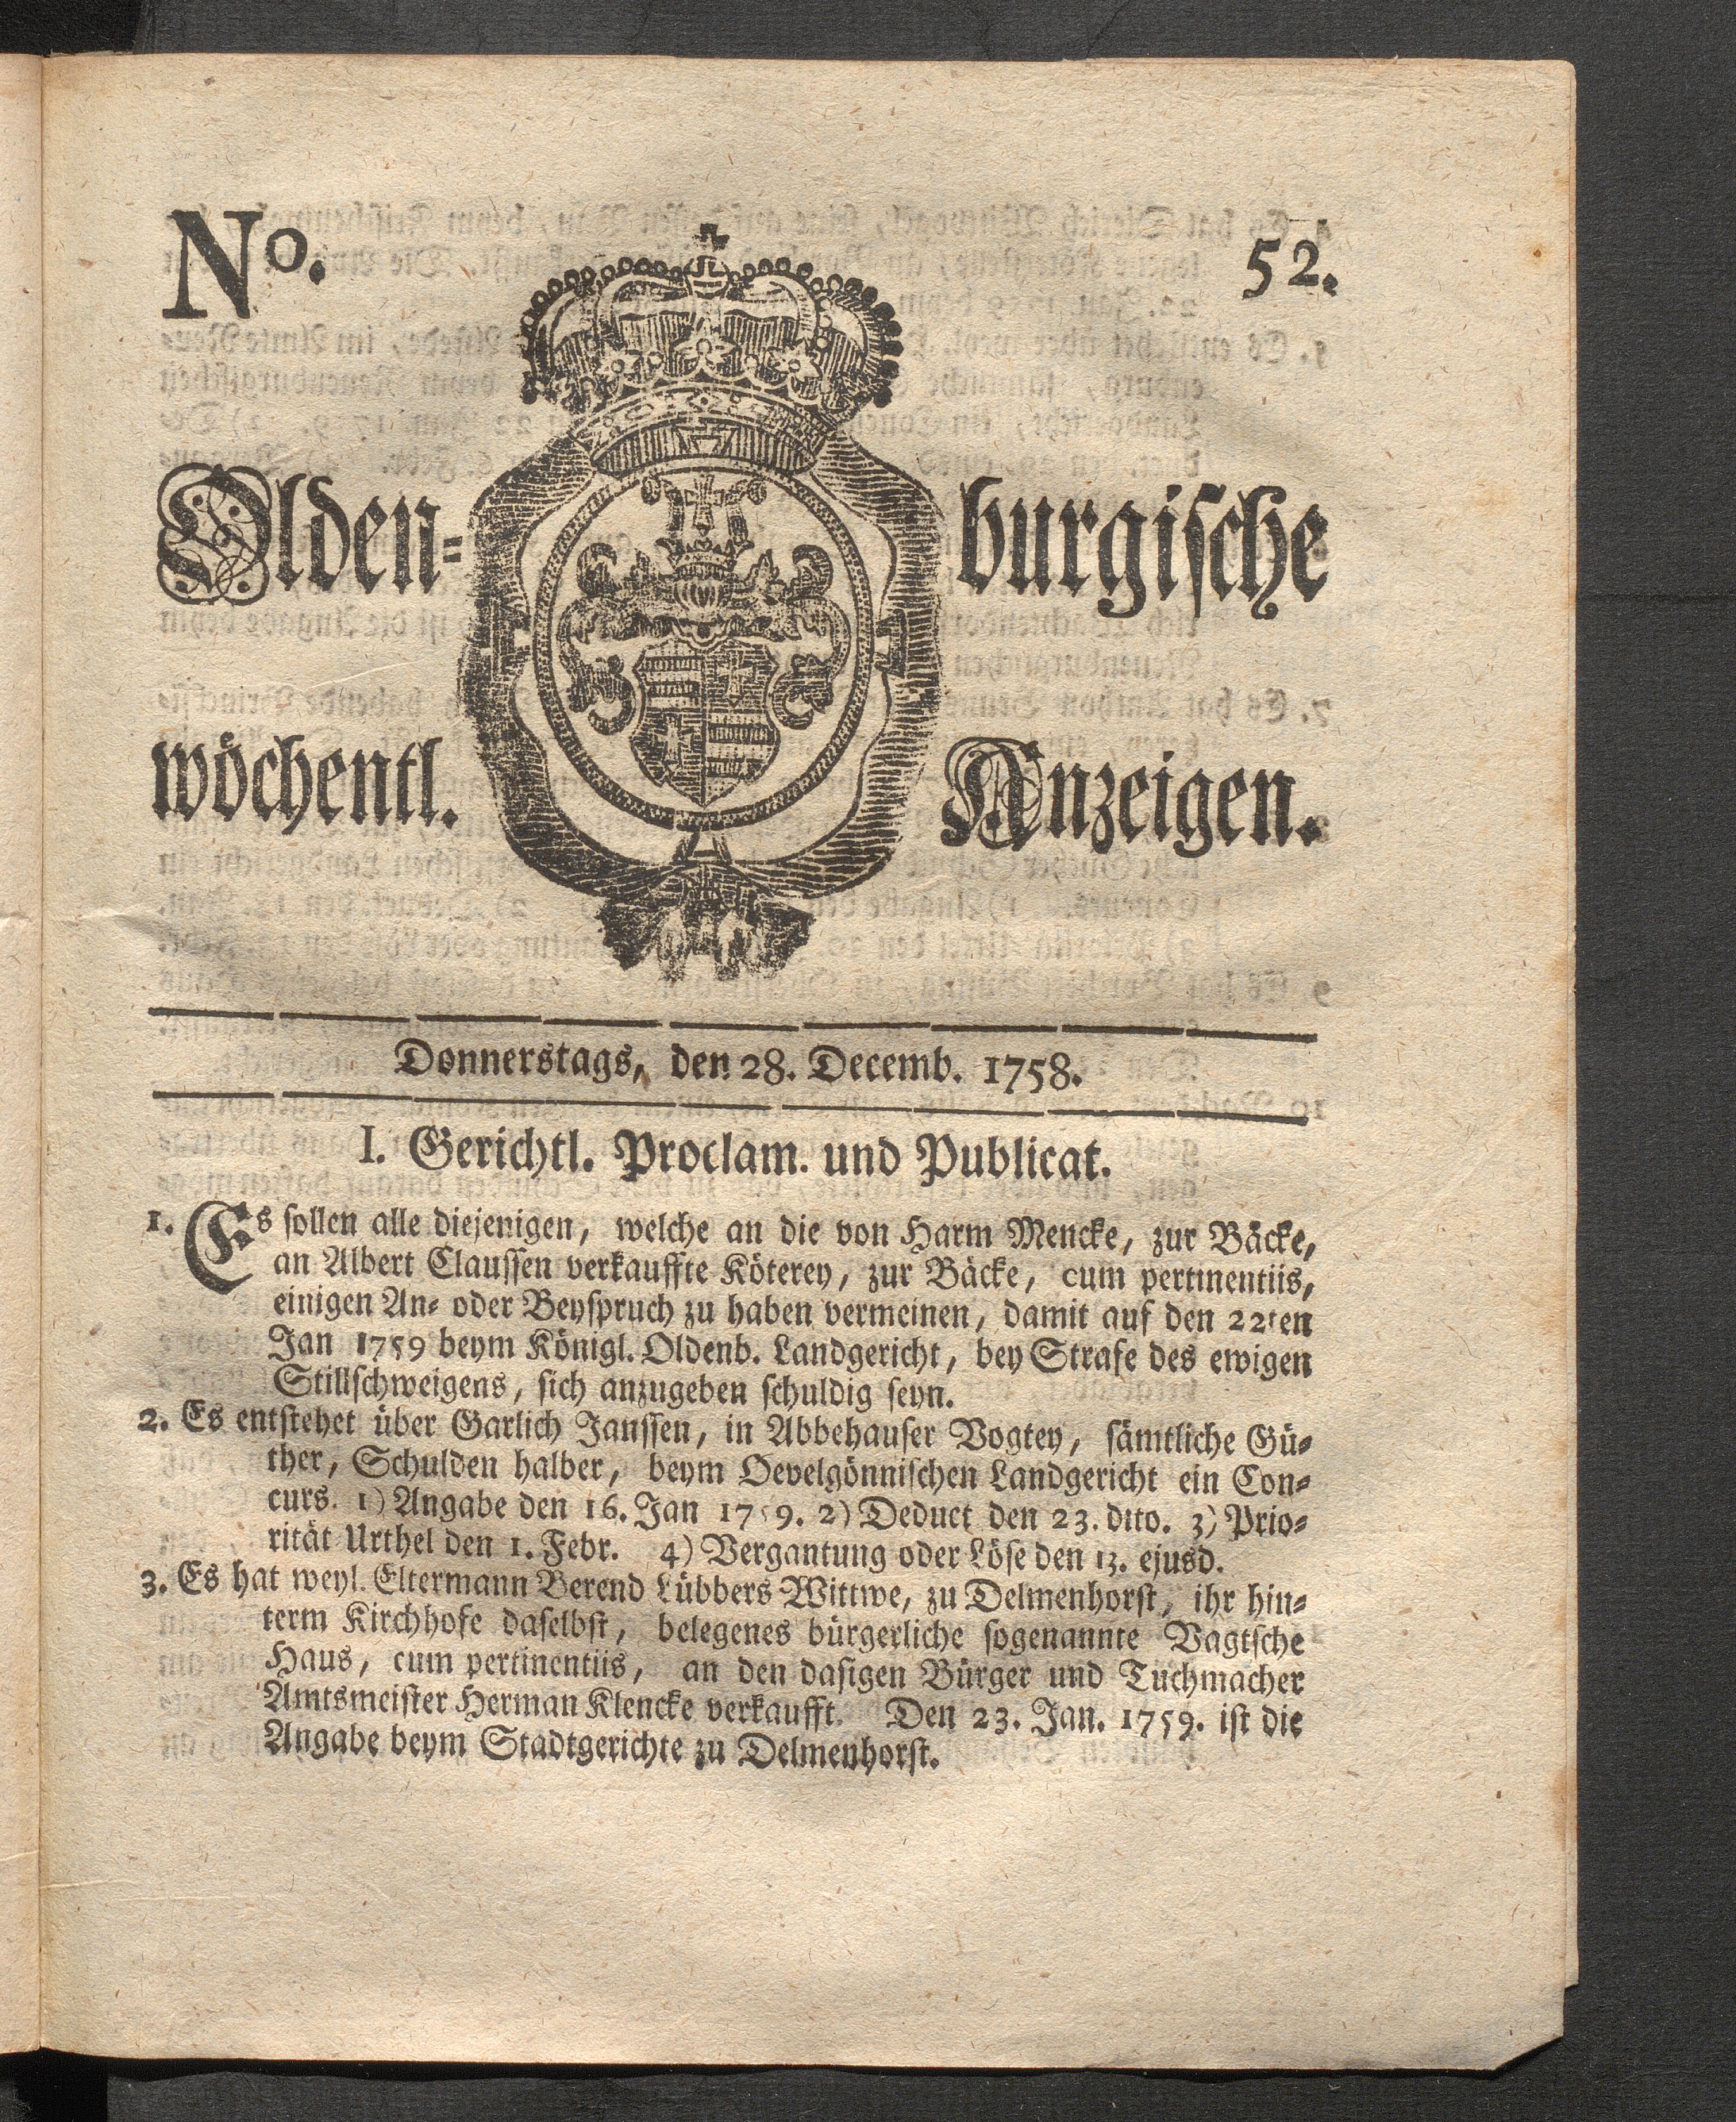 No. 52.
Olden= burgische
wöchentl. Anzeigen.
Donnerstags, den 28. Decemb. 1758.
I. Gerichtl. Proclam. und Publicat.
1. Es sollen alle diejenigen, welche an die von Harm Mencke, zur Bäcke,
an Albert Claussen verkauffte Köterey, zur Bäcke, cum pertinentiis,
einigen An= oder Beyspruch zu haben vermeinen, damit auf den 22ten
Jan 1759 beym Königl. Oldenb. Landgericht, bey Strafe des ewigen
Stillschweigens, sich anzugeben schuldig seyn.
2. Es entstehet über Garlich Janssen, in Abbehauser Vogtey, sämtliche Gü=
ther, Schulden halber, beym Oevelgönnischen Landgericht ein Con=
curs. 1) Angabe den 16. Jan 1759. 2) Deduct den 23. dito. 3) Prio=
rität Urthel den 1. Febr. 4) Vergantung oder Löse den 13. ejusd.
3. Es hat weyl. Eltermann Berend Lübbers Wittwe, zu Delmenhorst, ihr hin=
term Kirchhofe daselbst, belegenes bürgerliche sogenannte Vagtsche
Haus, cum pertinentiis, an den dasigen Bürger und Tuchmacher
Amtsmeister Herman Klencke verkaufft. Den 23. Jan. 1759. ist die
Angabe beym Stadtgerichte zu Delmenhorst.